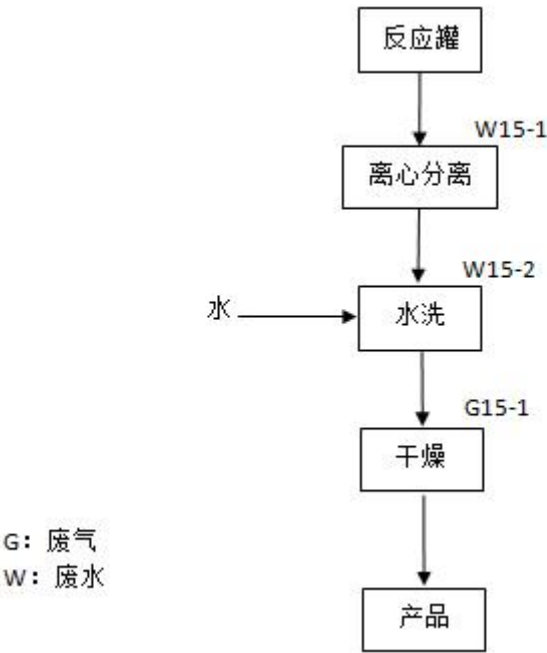 反应罐
W15-1
离心分离
W15-2
水
水洗
G15-1
干燥
G：废气
W：废水
产品